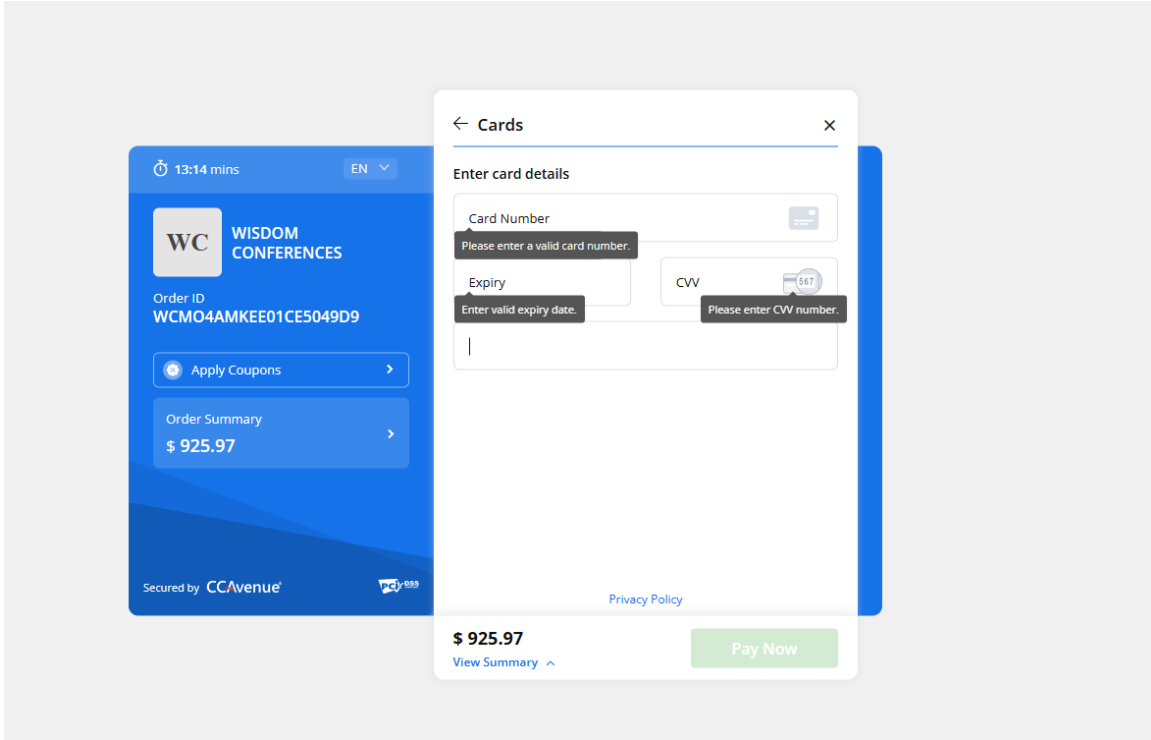 13:14 mins
EN
WC
WISDOM
CONFERENCES
Order ID
WCMO4AMKEE01CE5049D9
Apply Coupons
Order Summary
$ 925.97
Secured by CCAvenue
PCI DSS
Cards
Enter card details
Card Number
Please enter a valid card number.
Expiry
CVV
567
Enter valid expiry date.
Please enter CVV number.
Privacy Policy
$ 925.97
View Summary
Pay Now